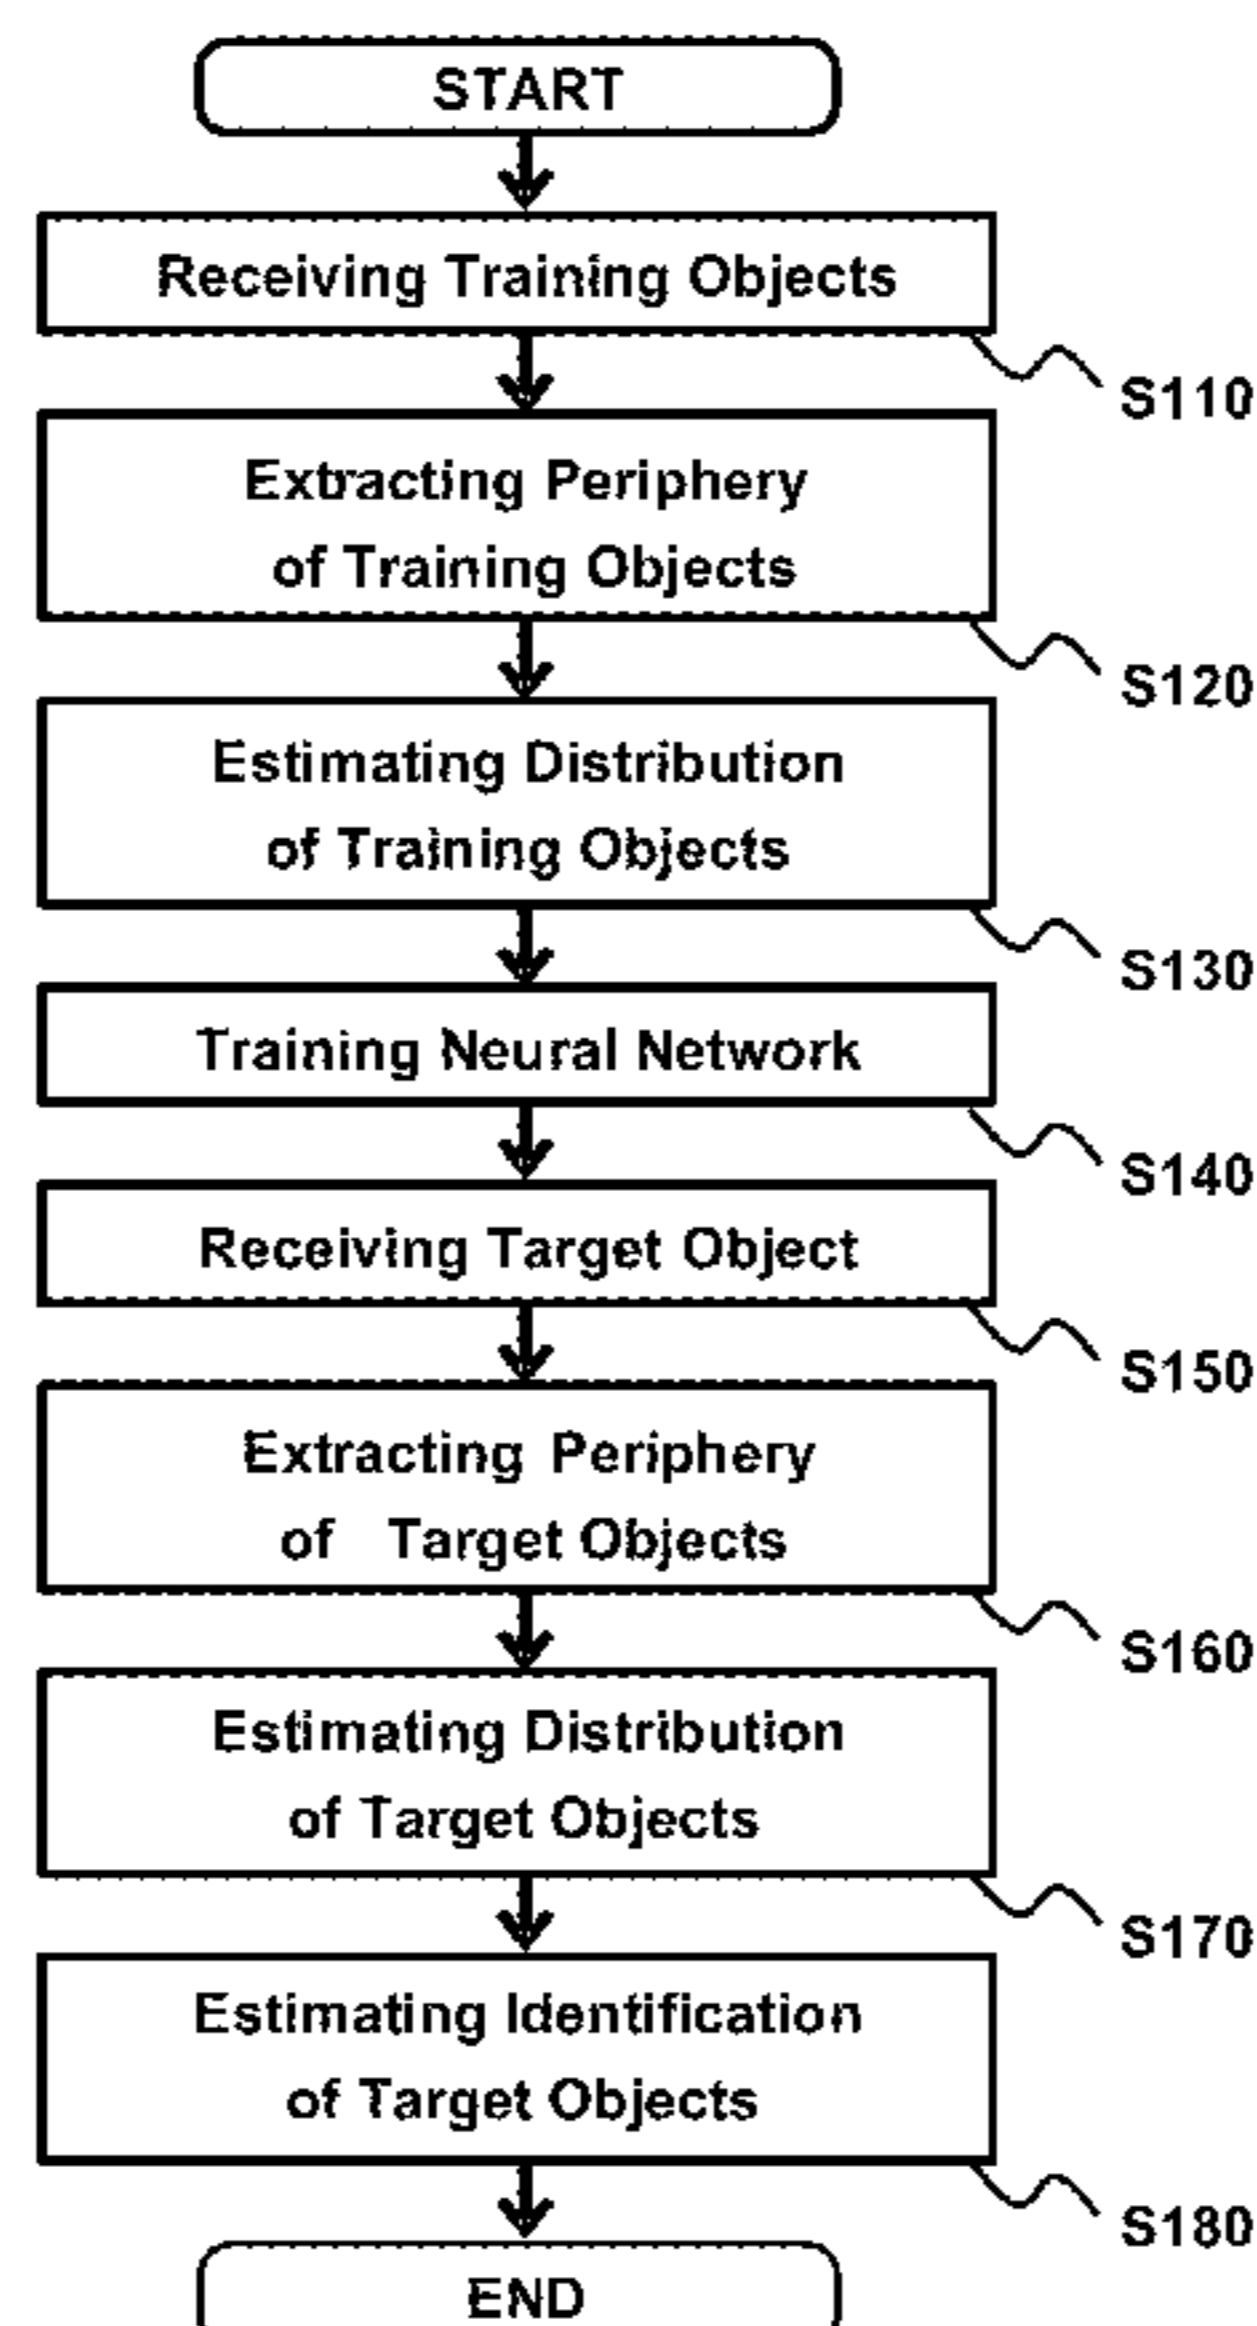 START
Receiving Training Objects
S110
Extracting Periphery
of Training Objects
S120
Estimating Distribution
of Training Objects
S130
Training Neural Network
S140
Receiving Target Object
S150
Extracting Periphery
of Target Objects
S160
Estimating Distribution
of Target Objects
S170
Estimating Identification
of Target Objects
S180
END